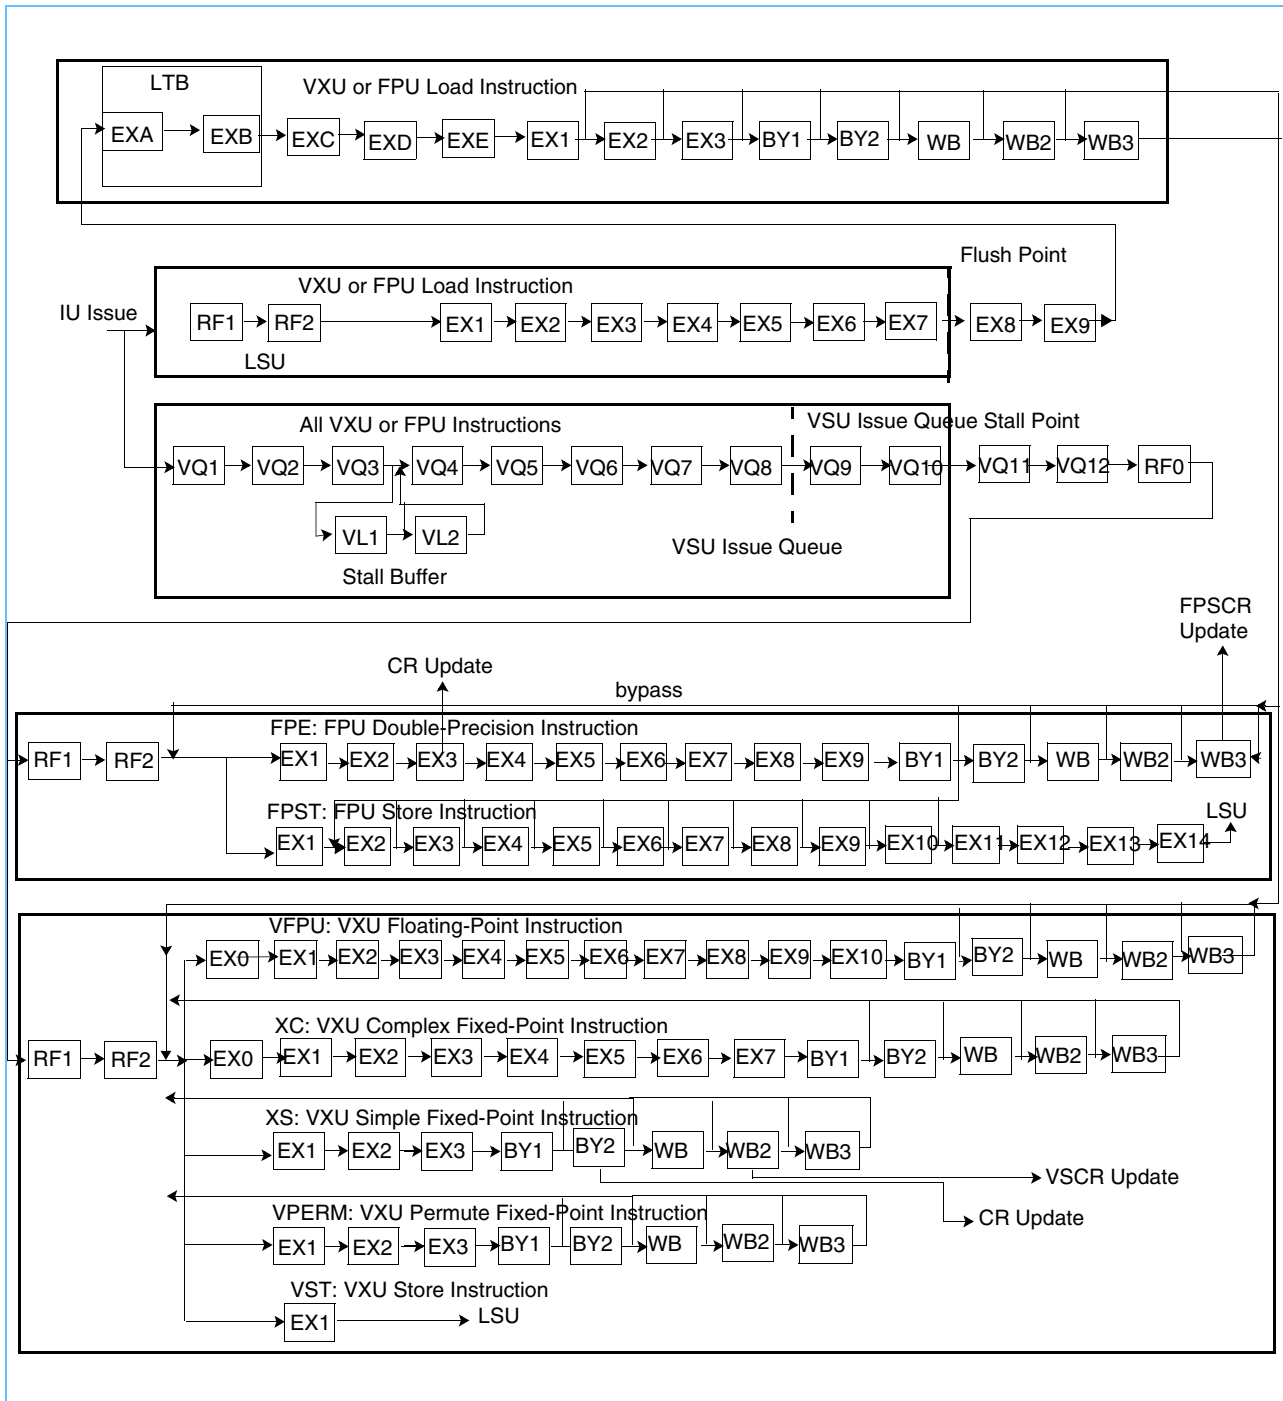 LTB
VXU or FPU Load Instruction
EXA EXB EXC EXD EXE EX1 EX2 EX3 BY1 BY2 WB WB2 WB3
Flush Point
VXU or FPU Load Instruction
IU Issue
RF1 RF2 EX1 EX2 EX3 EX4 EX5 EX6 EX7 EX8 EX9
LSU
All VXU or FPU Instructions
VSU Issue Queue Stall Point
VQ1 VQ2 VQ3 VQ4 VQ5 VQ6 VQ7 VQ8 VQ9 VQ10 VQ11 VQ12 RF0
VL1 VL2
VSU Issue Queue
Stall Buffer
FPSCR
Update
CR Update
bypass
FPE: FPU Double-Precision Instruction
RF1 RF2 EX1 EX2 EX3 EX4 EX5 EX6 EX7 EX8 EX9 BY1 BY2 WB WB2 WB3
FPST: FPU Store Instruction
LSU
EX1 EX2 EX3 EX4 EX5 EX6 EX7 EX8 EX9 EX10 EX11 EX12 EX13 EX14
VFPU: VXU Floating-Point Instruction
EX0 EX1 EX2 EX3 EX4 EX5 EX6 EX7 EX8 EX9 EX10 BY1 BY2 WB WB2 WB3
XC: VXU Complex Fixed-Point Instruction
RF1 RF2 EX0 EX1 EX2 EX3 EX4 EX5 EX6 EX7 BY1 BY2 WB WB2 WB3
XS: VXU Simple Fixed-Point Instruction
EX1 EX2 EX3 BY1 BY2 WB WB2 WB3
VSCR Update
VPERM: VXU Permute Fixed-Point Instruction
CR Update
EX1 EX2 EX3 BY1 BY2 WB WB2 WB3
VST: VXU Store Instruction
EX1 LSU